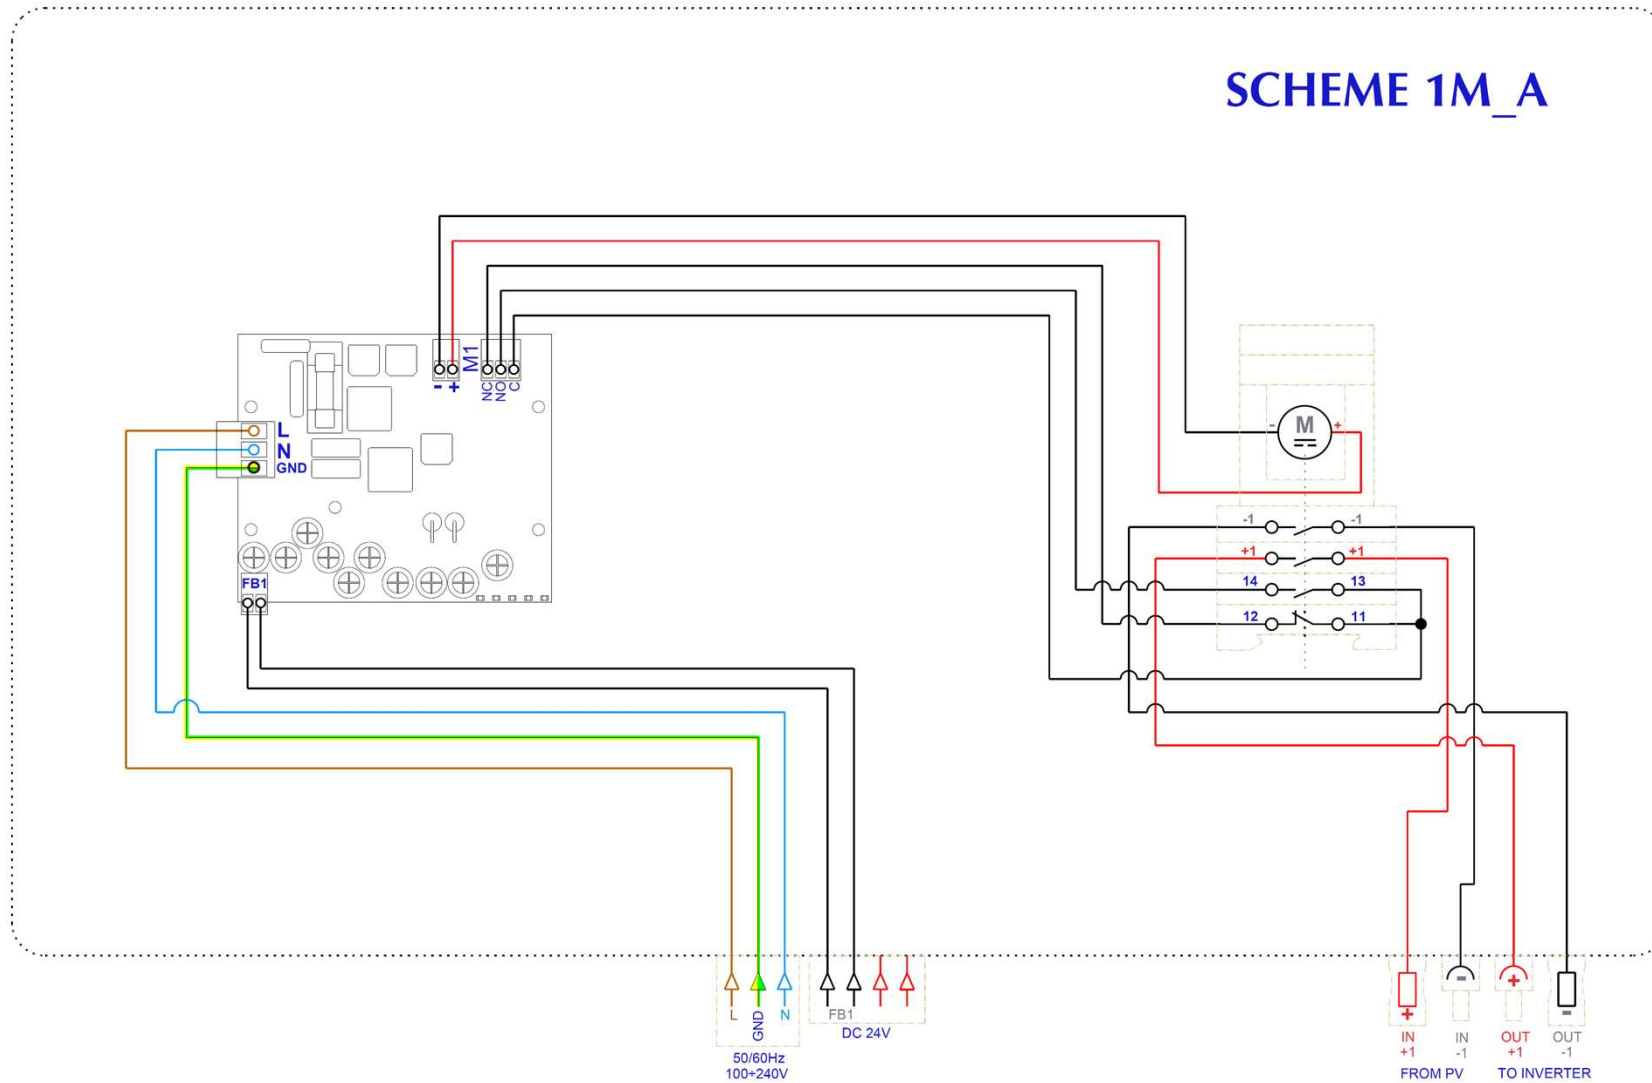 SCHEME 1M_A
M1
- +
NC
NO
C
L
N
GND
FB1
- M +
-1 -1
+1 +1
14 13
12 11
L
GND
N
FB1
50/60Hz
100÷240V
DC 24V
+
-
+
-
IN
+1
IN
-1
OUT
+1
OUT
-1
FROM PV
TO INVERTER